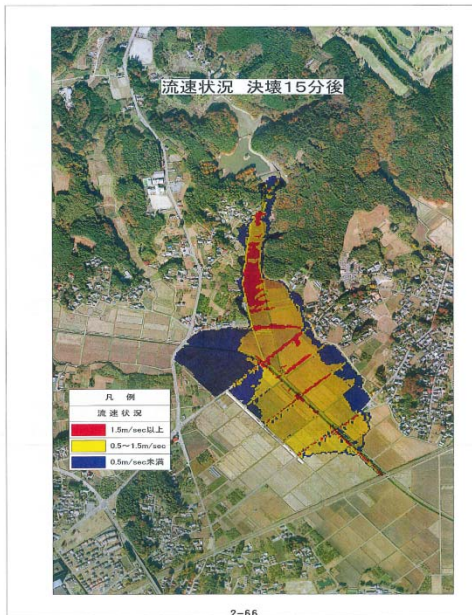 流速状況 決壊15分後
凡 例
流速状況
1.5m/sec以上
0.5~1.5m/sec
0.5m/sec未満
2-66